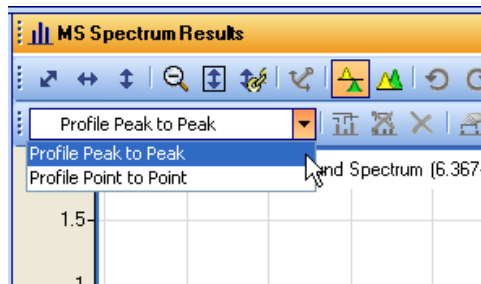 MS Spectrum Results
Profile Peak to Peak
Profile Peak to Peak
Profile Point to Point
Spectrum (6.367-
1.5-
1